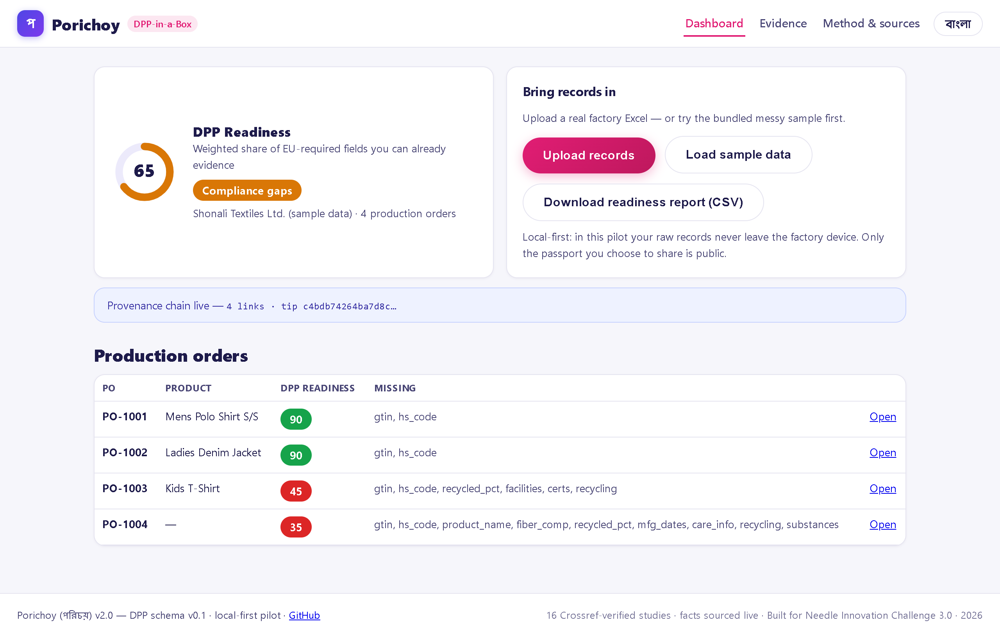 প Porichoy DPP-in-a-Box Dashboard Evidence Method & sources বাংলা
DPP Readiness
Weighted share of EU-required fields you can already
evidence
65
Compliance gaps
Shonali Textiles Ltd. (sample data) · 4 production orders
Bring records in
Upload a real factory Excel — or try the bundled messy sample first.
Upload records Load sample data
Download readiness report (CSV)
Local-first: in this pilot your raw records never leave the factory device. Only
the passport you choose to share is public.
Provenance chain live — 4 links · tip c4bdb74264ba7d8c…
Production orders
PO PRODUCT DPP READINESS MISSING
PO-1001 Mens Polo Shirt S/S 90 gtin, hs_code Open
PO-1002 Ladies Denim Jacket 90 gtin, hs_code Open
PO-1003 Kids T-Shirt 45 gtin, hs_code, recycled_pct, facilities, certs, recycling Open
PO-1004 — 35 gtin, hs_code, product_name, fiber_comp, recycled_pct, mfg_dates, care_info, recycling, substances Open
Porichoy (পরিচয়) v2.0 — DPP schema v0.1 · local-first pilot · GitHub
16 Crossref-verified studies · facts sourced live · Built for Needle Innovation Challenge 3.0 · 2026